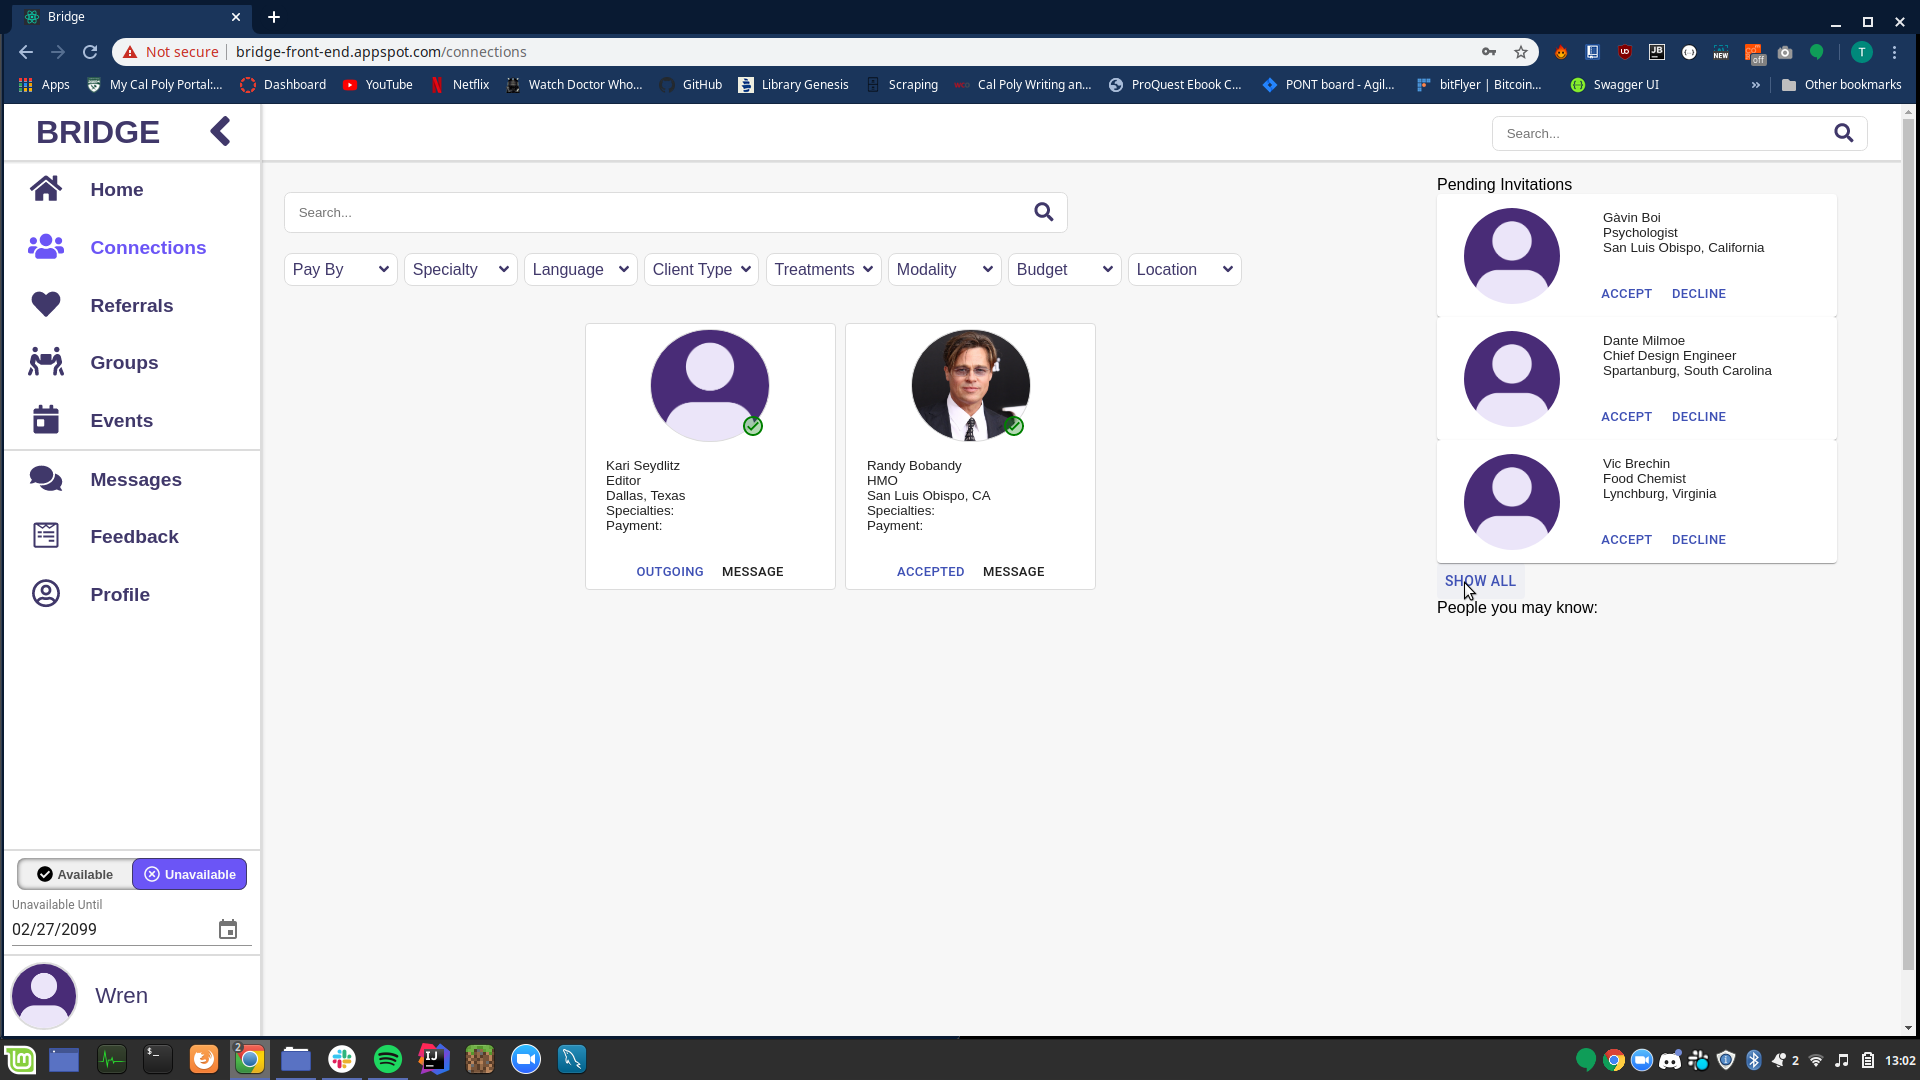 Bridge
Not secure
bridge-front-end.appspot.com/connections
JB
NEW
off
T
Apps
My Cal Poly Portal:...
Dashboard
YouTube
Netflix
Watch Doctor Who...
GitHub
Library Genesis
Scraping
Cal Poly Writing an...
ProQuest Ebook C...
PONT board - Agil...
bitFlyer | Bitcoin...
Swagger UI
»
Other bookmarks
BRIDGE
Search...
Home
Connections
Referrals
Groups
Events
Messages
Feedback
Profile
Search...
Pay By
Specialty
Language
Client Type
Treatments
Modality
Budget
Location
Kari Seydlitz
Editor
Dallas, Texas
Specialties:
Payment:
OUTGOING
MESSAGE
Randy Bobandy
HMO
San Luis Obispo, CA
Specialties:
Payment:
ACCEPTED
MESSAGE
Pending Invitations
Gàvin Boi
Psychologist
San Luis Obispo, California
ACCEPT
DECLINE
Dante Milmoe
Chief Design Engineer
Spartanburg, South Carolina
ACCEPT
DECLINE
Vic Brechin
Food Chemist
Lynchburg, Virginia
ACCEPT
DECLINE
SHOW ALL
People you may know:
Available
Unavailable
Unavailable Until
02/27/2099
Wren
2
IJ
2
13:02